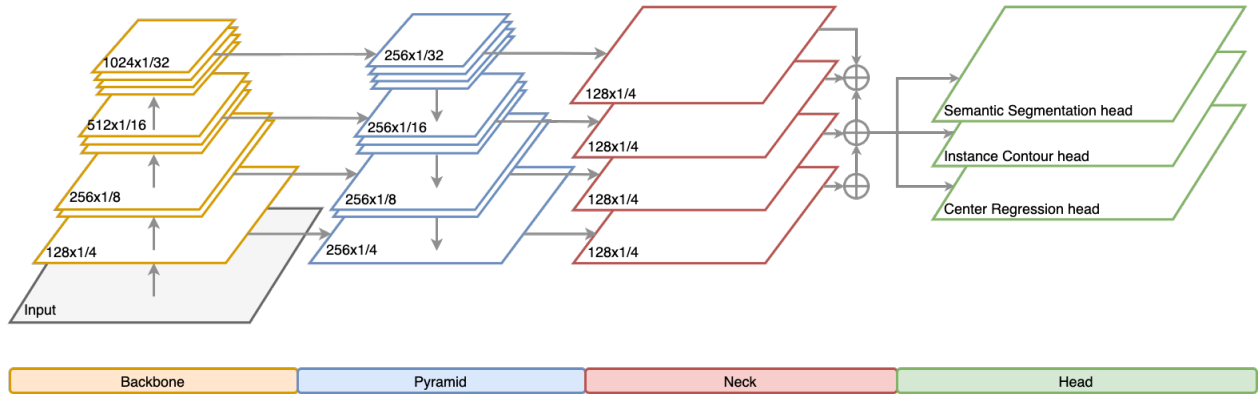 1024x1/32
512x1/16
256x1/8
128x1/4
Input
256x1/32
256x1/16
256x1/8
256x1/4
128x1/4
128x1/4
128x1/4
128x1/4
Semantic Segmentation head
Instance Contour head
Center Regression head
Backbone
Pyramid
Neck
Head